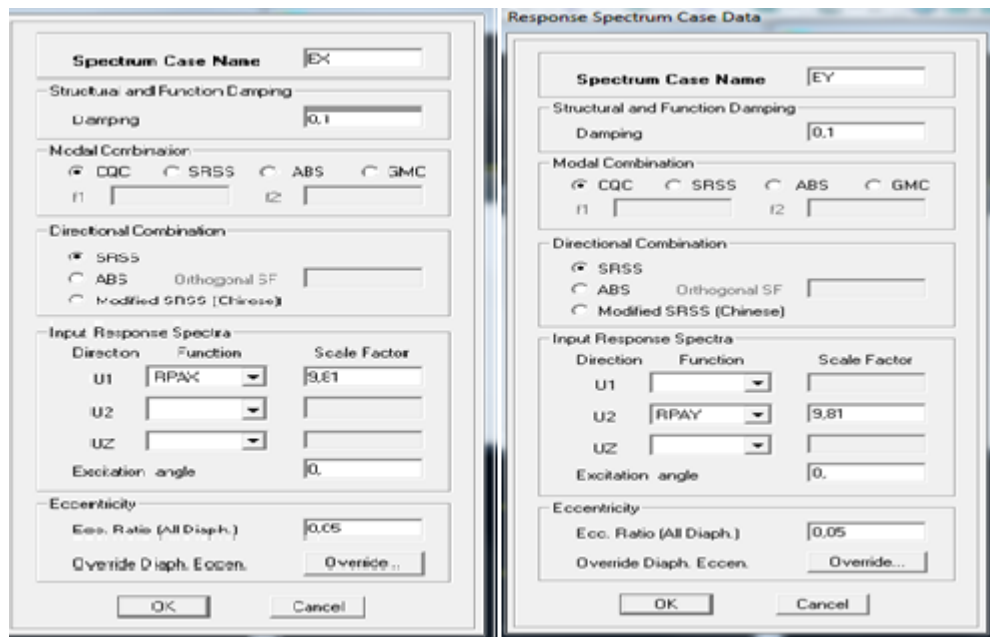 Spectrum Case Name EX
Structural and Function Damping
Damping 0,1
Modal Combination
CQC SRSS ABS GMC
f1 f2
Directional Combination
SRSS
ABS Orthogonal SF
Modified SRSS (Chinese)
Input Response Spectra
Direction Function Scale Factor
U1 RPAX 9,81
U2
UZ
Excitation angle 0,
Eccentricity
Ecc. Ratio (All Diaph.) 0,05
Override Diaph. Eccen. Override...
OK Cancel
Response Spectrum Case Data
Spectrum Case Name EY
Structural and Function Damping
Damping 0,1
Modal Combination
CQC SRSS ABS GMC
f1 f2
Directional Combination
SRSS
ABS Orthogonal SF
Modified SRSS (Chinese)
Input Response Spectra
Direction Function Scale Factor
U1
U2 RPAY 9,81
UZ
Excitation angle 0,
Eccentricity
Ecc. Ratio (All Diaph.) 0,05
Override Diaph. Eccen. Override...
OK Cancel